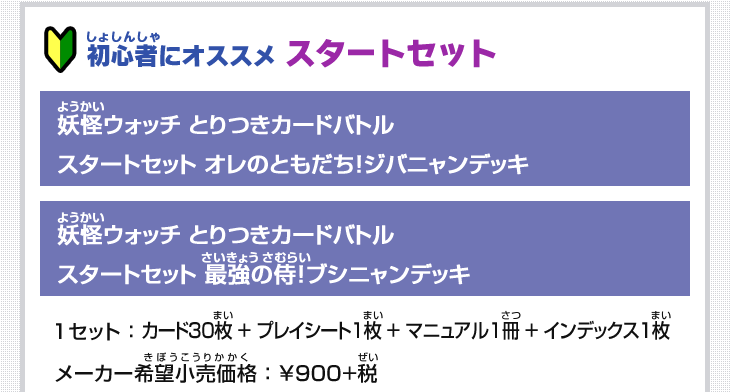 しょしんしゃ
初心者にオススメ スタートセット
ようかい
妖怪ウォッチ とりつきカードバトル
スタートセット オレのともだち!ジバニャンデッキ
ようかい
妖怪ウォッチ とりつきカードバトル
さいきょう さむらい
スタートセット 最強の侍!ブシニャンデッキ
まい まい さつ まい
1セット：カード30枚 + プレイシート1枚 + マニュアル1冊 + インデックス1枚
きぼうこうりかかく ぜい
メーカー希望小売価格：¥900+税